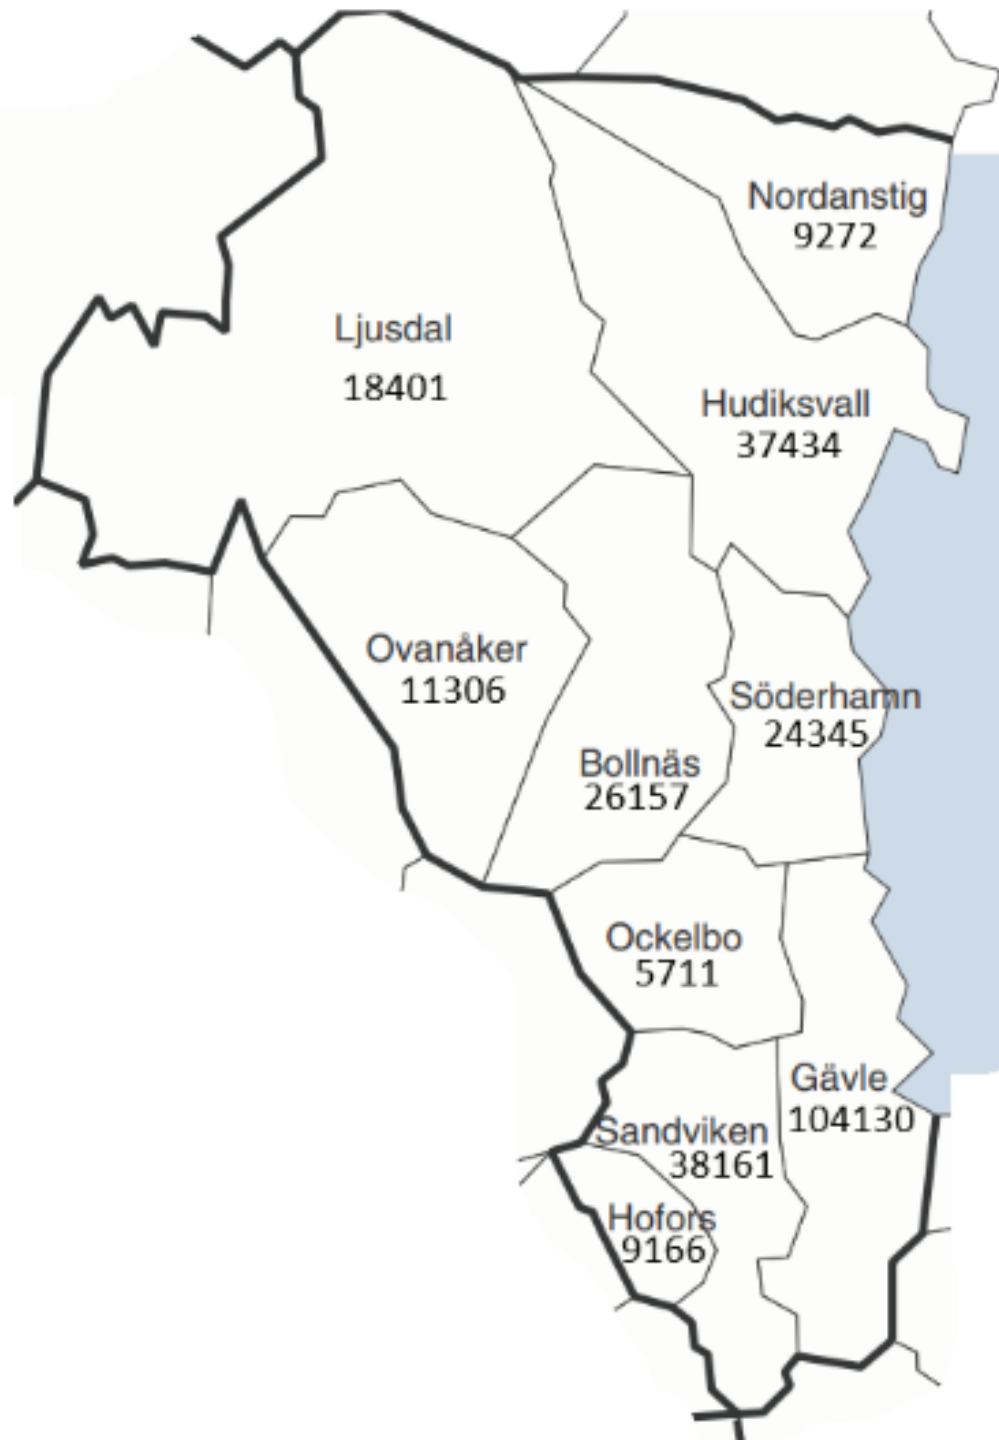 Nordanstig
9272
Ljusdal
18401
Hudiksvall
37434
Ovanåker
11306
Söderhamn
24345
Bollnäs
26157
Ockelbo
5711
Gävle
104130
Sandviken
38161
Hofors
9166